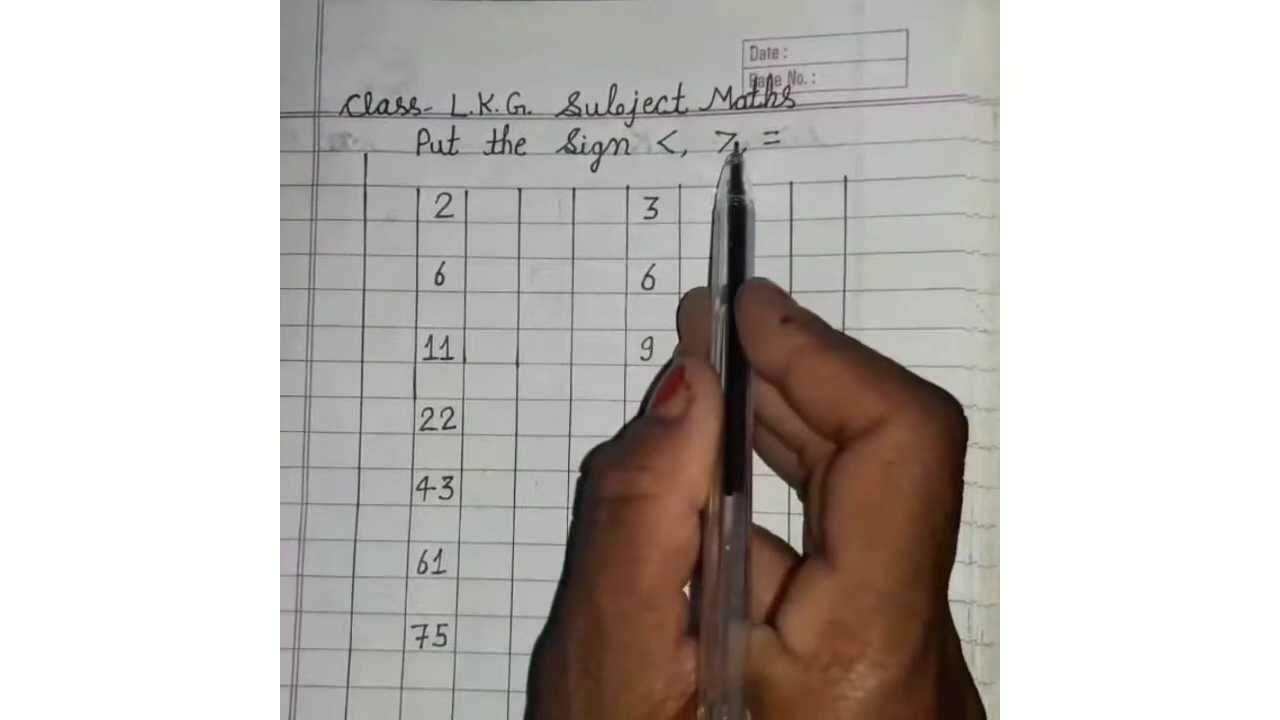 Date :
Page No. :
Class- L.K.G. Subject Maths
Put the Sign <, >, =
2 3
6 6
11 9
22
43
61
75